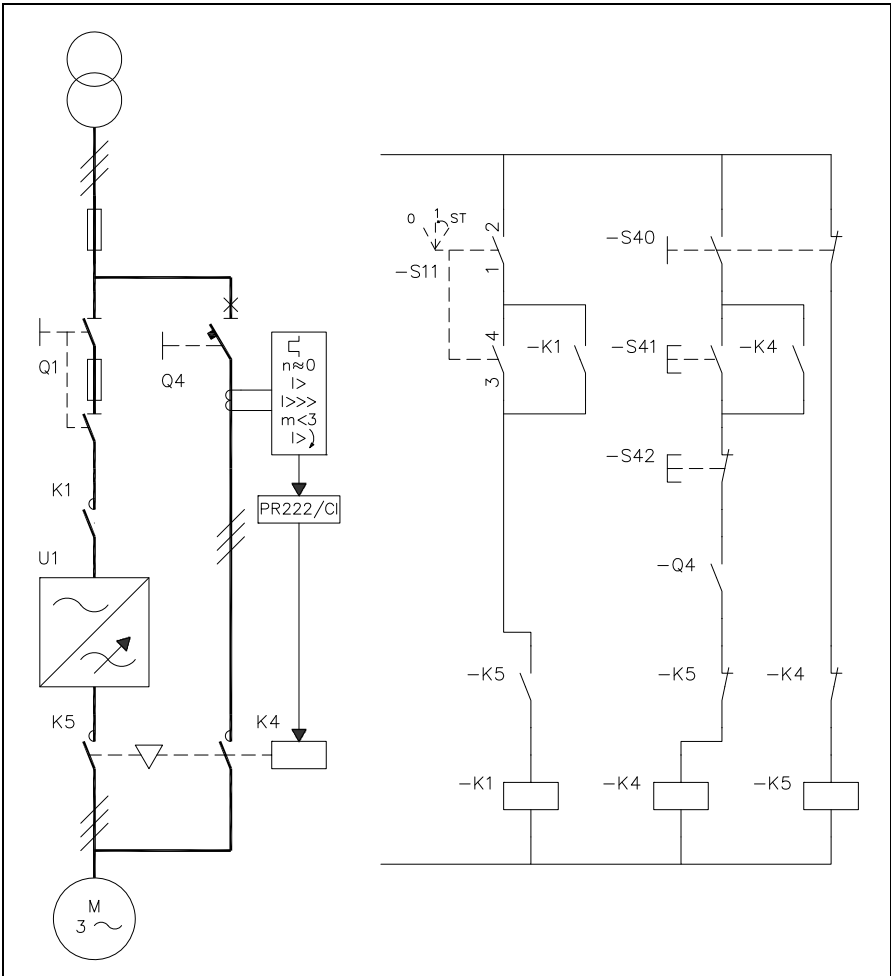 0 1 ST
2
-S11
1
-S40
Q1
Q4
n≈0
I>
I>>>
m<3
I>
4
-K1
3
-S41
-K4
-S42
K1
PR222/CI
U1
-Q4
-K5
-K5
-K4
K5
K4
-K1
-K4
-K5
M
3 ~